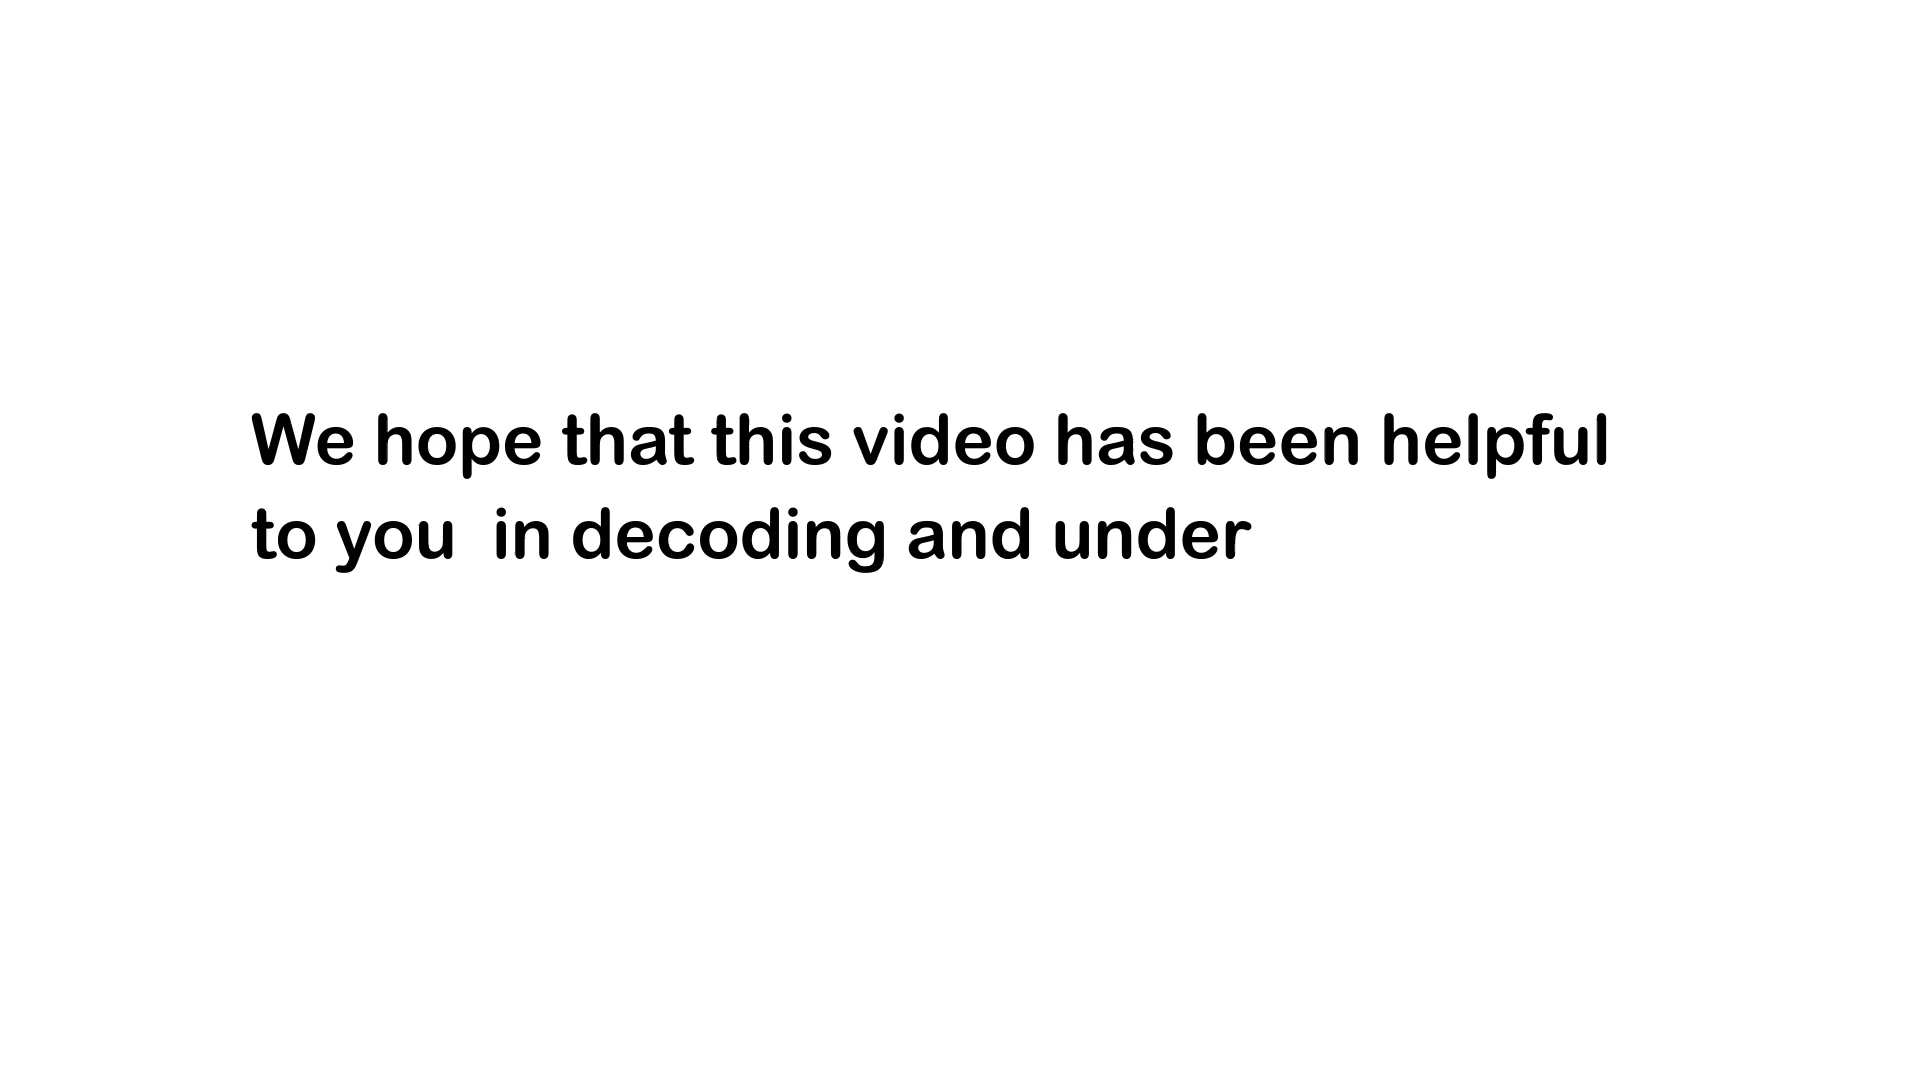 We hope that this video has been helpful
to you  in decoding and under